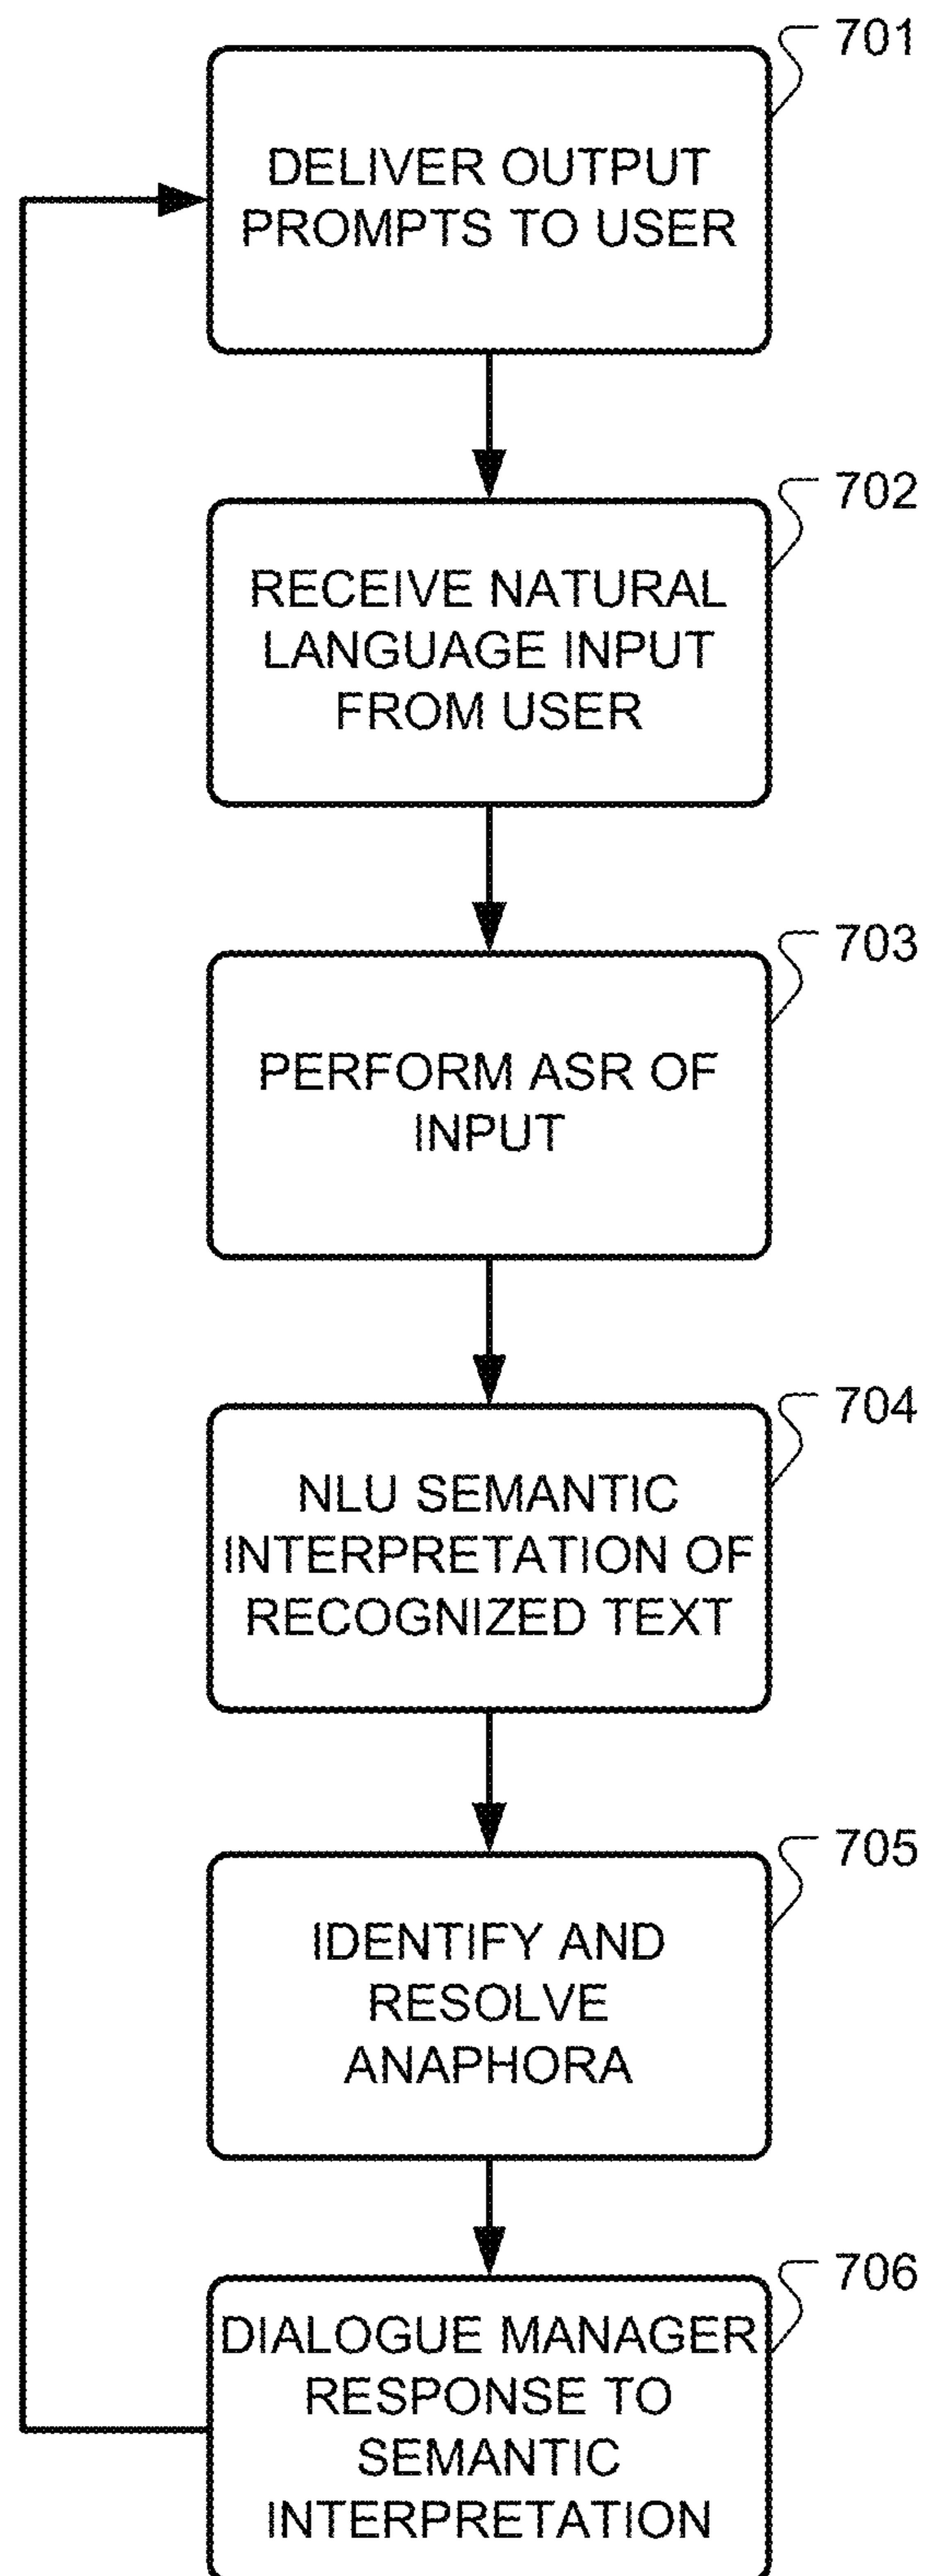 701
DELIVER OUTPUT
PROMPTS TO USER
702
RECEIVE NATURAL
LANGUAGE INPUT
FROM USER
703
PERFORM ASR OF
INPUT
704
NLU SEMANTIC
INTERPRETATION OF
RECOGNIZED TEXT
705
IDENTIFY AND
RESOLVE
ANAPHORA
706
DIALOGUE MANAGER
RESPONSE TO
SEMANTIC
INTERPRETATION